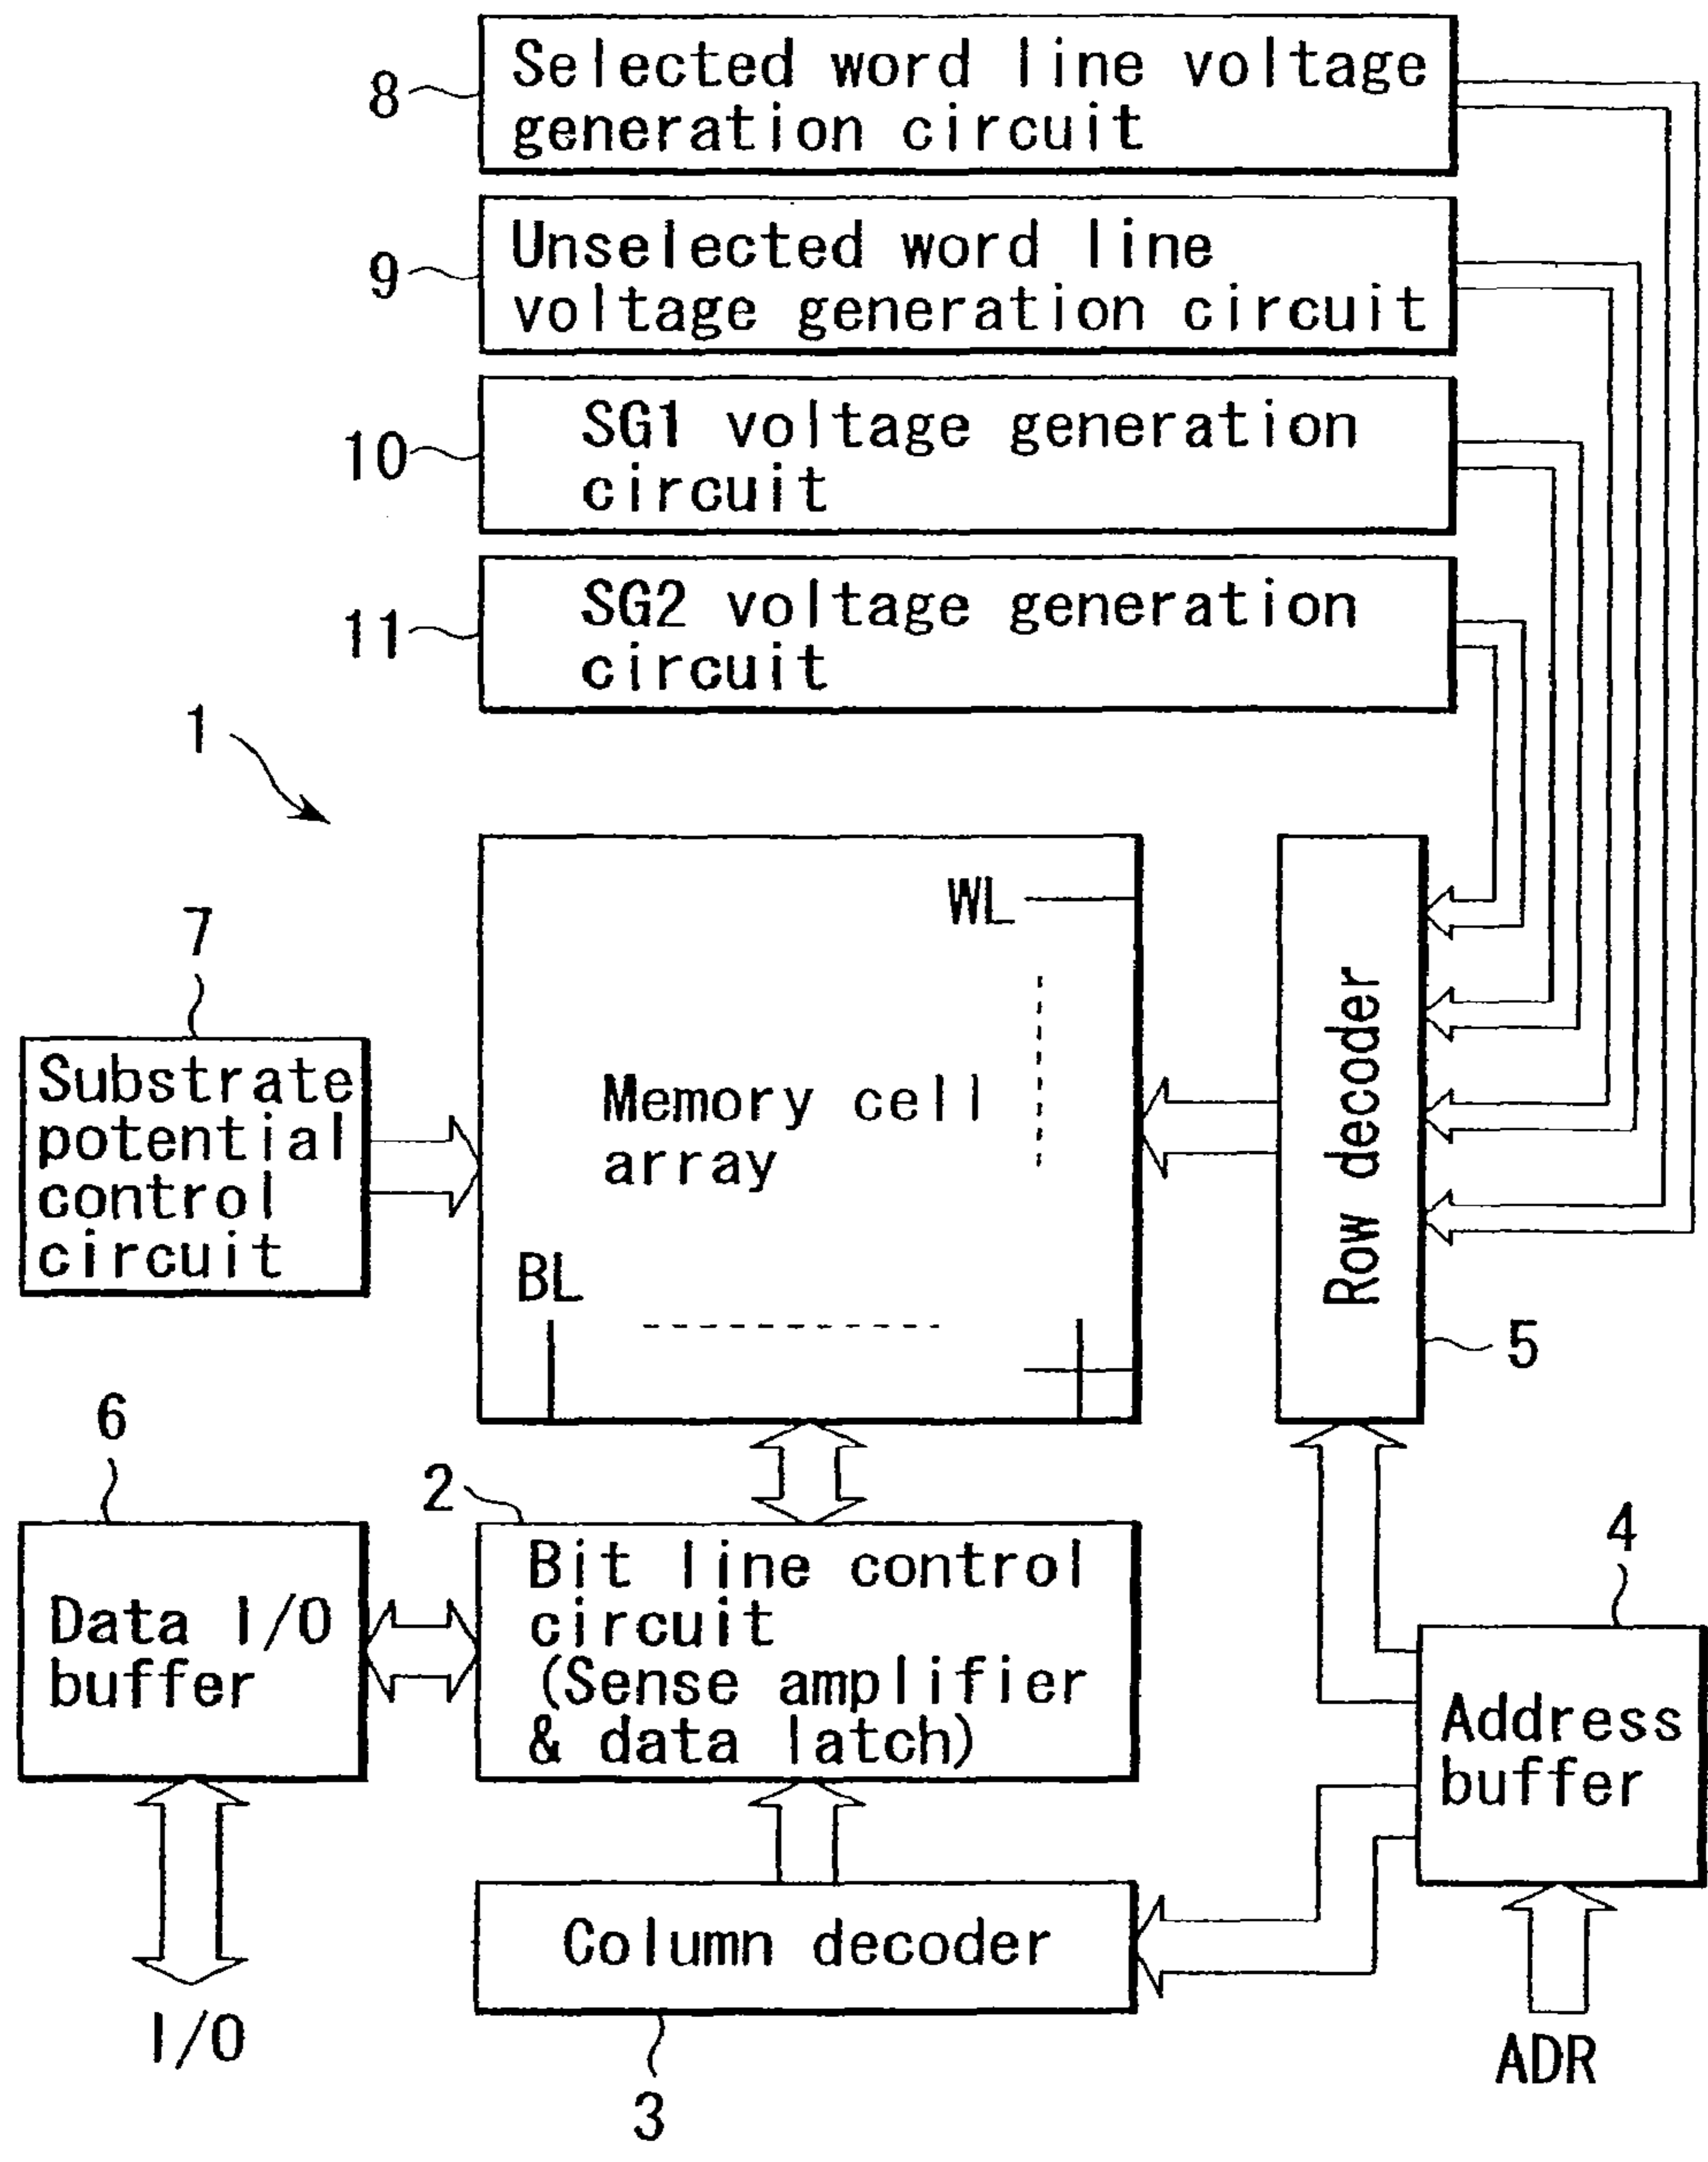 8
Selected word line voltage
generation circuit
9
Unselected word line
voltage generation circuit
10
SG1 voltage generation
circuit
11
SG2 voltage generation
circuit
1
WL
7
Substrate
potential
control
circuit
Memory cell
array
BL
Row decoder
5
6
2
Data I/O
buffer
Bit line control
circuit
(Sense amplifier
& data latch)
4
Address
buffer
Column decoder
3
I/O
ADR